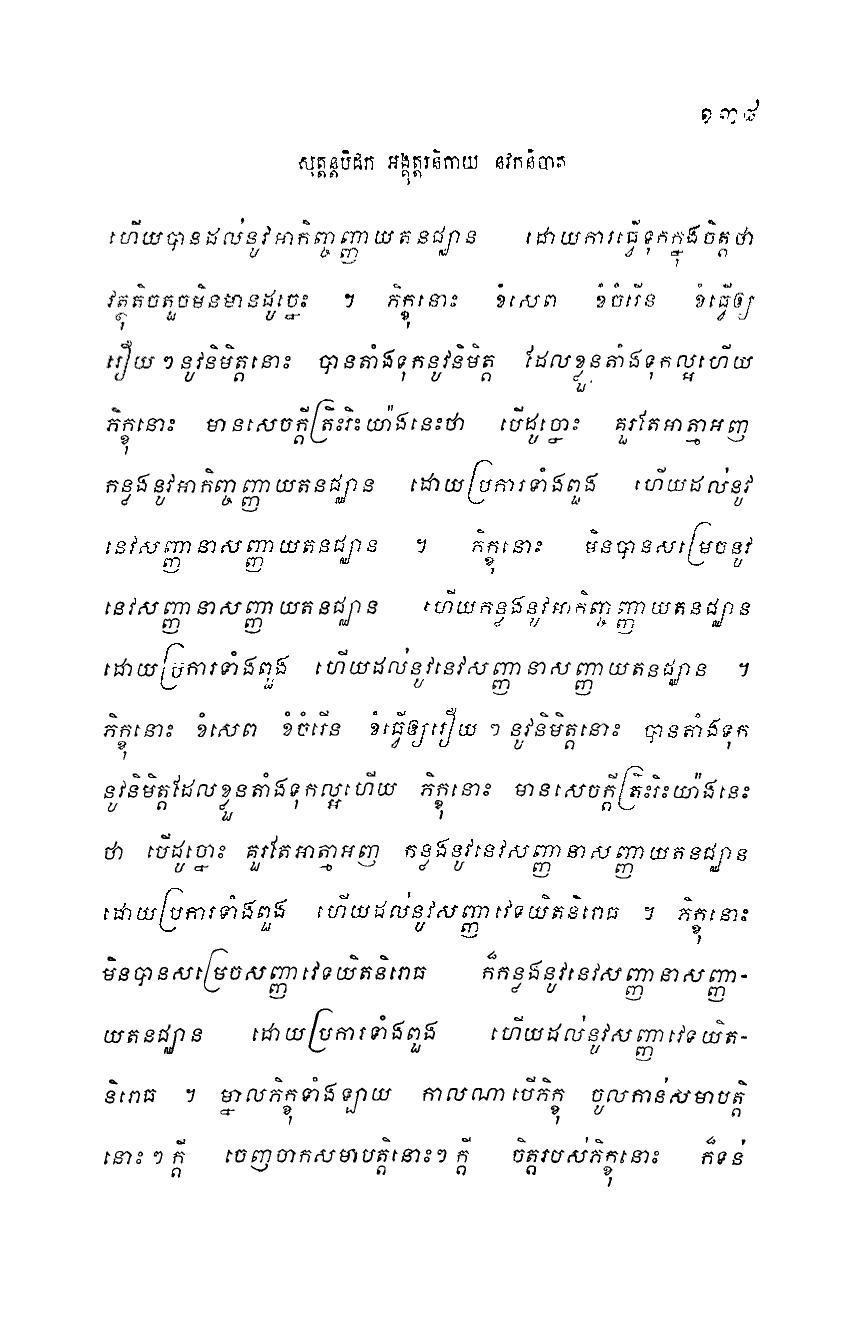 ១៣៨
សុត្តន្តបិដក អង្គុត្តរនិកាយ នវកនិបាត
ហើយបានដល់នូវអាកិញ្ចញ្ញាយតនជ្ឈាន ដោយការធ្វើទុកក្នុងចិត្តថា
វត្ថុតិចតួចមិនមានដូច្នេះ ។ ភិក្ខុនោះ ខំសេព ខំចំរើន ខំធ្វើឲ្យ
រឿយ ៗ នូវនិមិត្តនោះ បានតាំងទុកនូវនិមិត្ត ដែលខ្លួនតាំងទុកល្អហើយ
ភិក្ខុនោះ មានសេចក្តីត្រិះរិះយ៉ាងនេះថា បើដូច្នោះ គួរតែអាត្មាអញ
កន្លងនូវអាកិញ្ចញ្ញាយតនជ្ឈាន ដោយប្រការទាំងពួង ហើយដល់នូវ
នេវសញ្ញានាសញ្ញាយតនជ្ឈាន ។ ភិក្ខុនោះ មិនបានសម្រេចនូវ
នេវសញ្ញានាសញ្ញាយតនជ្ឈាន ហើយកន្លងនូវអាកិញ្ចញ្ញាយតនជ្ឈាន
ដោយប្រការទាំងពួង ហើយដល់នូវនេវសញ្ញានាសញ្ញាយតនជ្ឈាន ។
ភិក្ខុនោះ ខំសេព ខំចំរើន ខំធ្វើឲ្យរឿយ ៗ នូវនិមិត្តនោះ បានតាំងទុក
នូវនិមិត្តដែលខ្លួនតាំងទុកល្អហើយ ភិក្ខុនោះ មានសេចក្តីត្រិះរិះយ៉ាងនេះ
ថា បើដូច្នោះ គួរតែអាត្មាអញ កន្លងនូវនេវសញ្ញានាសញ្ញាយតនជ្ឈាន
ដោយប្រការទាំងពួង ហើយដល់នូវសញ្ញាវេទយិតនិរោធ ។ ភិក្ខុនោះ
មិនបានសម្រេចសញ្ញាវេទយិតនិរោធ ក៏កន្លងនូវនេវសញ្ញានាសញ្ញា-
យតនជ្ឈាន ដោយប្រការទាំងពួង ហើយដល់នូវសញ្ញាវេទយិត-
និរោធ ។ ម្នាលភិក្ខុទាំងឡាយ កាលណាបើភិក្ខុ ចូលកាន់សមាបត្តិ
នោះ ៗ ក្តី ចេញចាកសមាបត្តិនោះ ៗ ក្តី ចិត្តរបស់ភិក្ខុនោះ ក៏ទន់